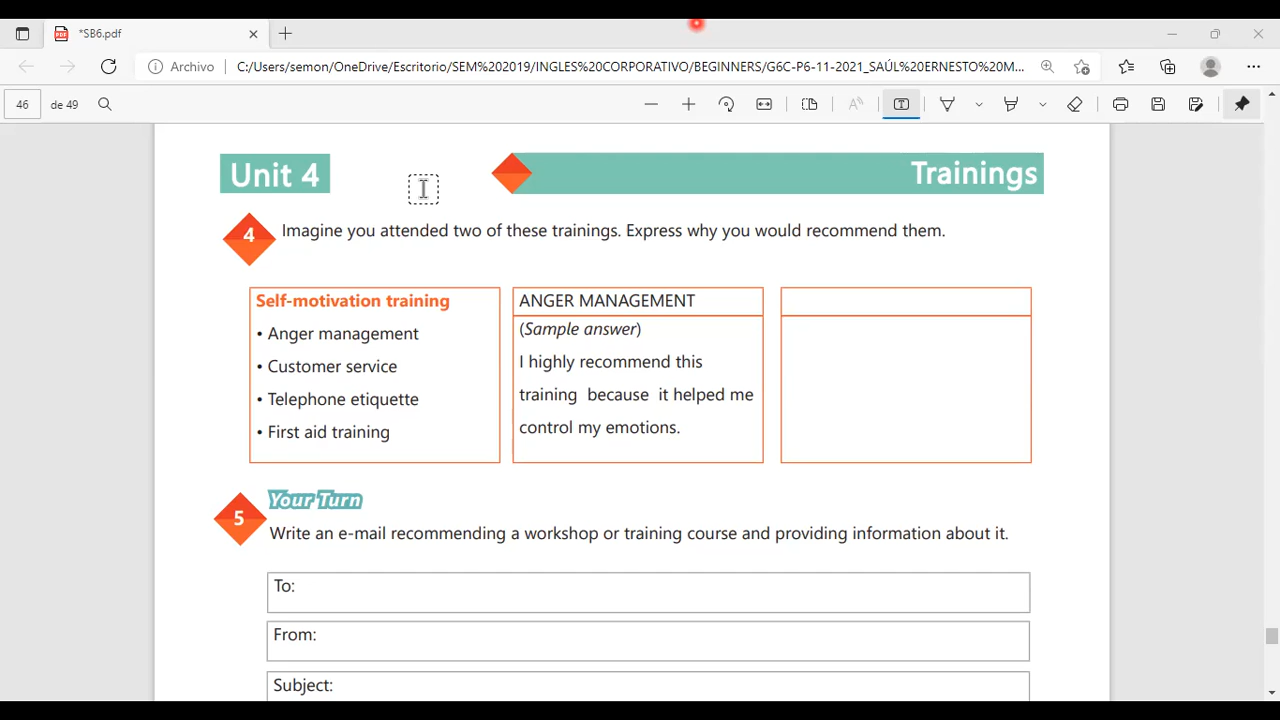 *SB6.pdf
Archivo
C:/Users/semon/OneDrive/Escritorio/SEM%202019/INGLES%20CORPORATIVO/BEGINNERS/G6C-P6-11-2021_SAÚL%20ERNESTO%20M...
46
de 49
Unit 4
Trainings
4
Imagine you attended two of these trainings. Express why you would recommend them.
Self-motivation training
• Anger management
• Customer service
• Telephone etiquette
• First aid training
ANGER MANAGEMENT
(Sample answer)
I highly recommend this
training because it helped me
control my emotions.
Your Turn
5
Write an e-mail recommending a workshop or training course and providing information about it.
To:
From:
Subject: